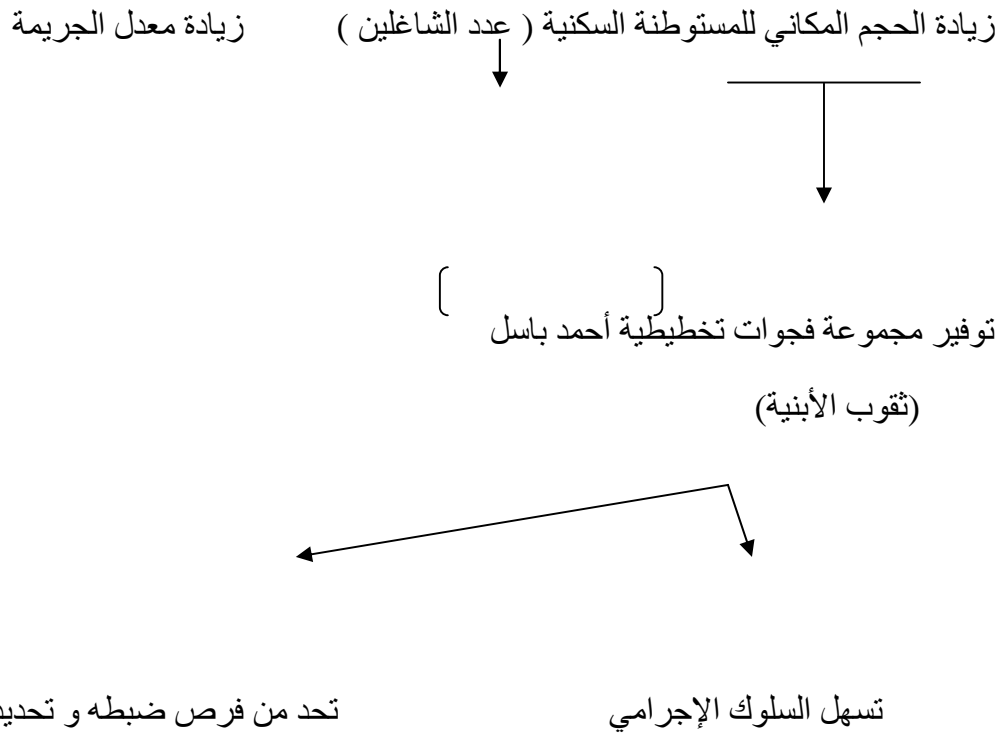 زيادة الحجم المكاني للمستوطنة السكنية ( عدد الشاغلين ) زيادة معدل الجريمة
توفير مجموعة فجوات تخطيطية أحمد باسل
(ثقوب الأبنية)
تسهل السلوك الإجرامي تحد من فرص ضبطه و